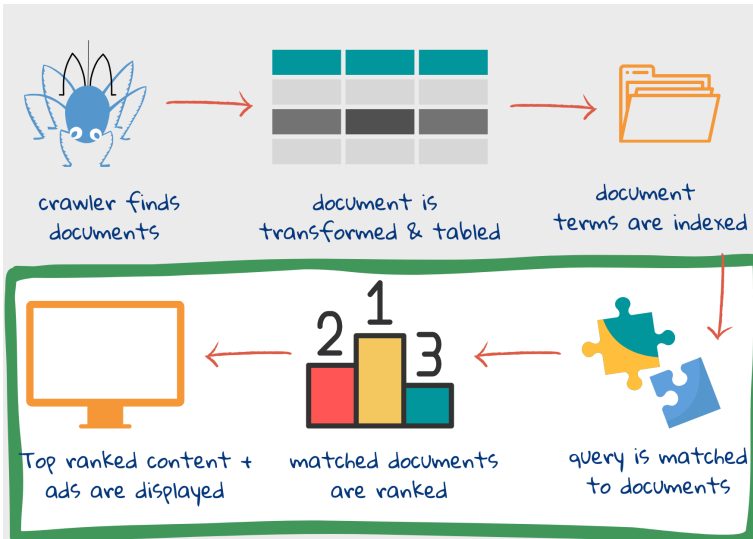 crawler finds
documents
document is
transformed & tabled
document
terms are indexed
2
1
3
Top ranked content +
ads are displayed
matched documents
are ranked
query is matched
to documents